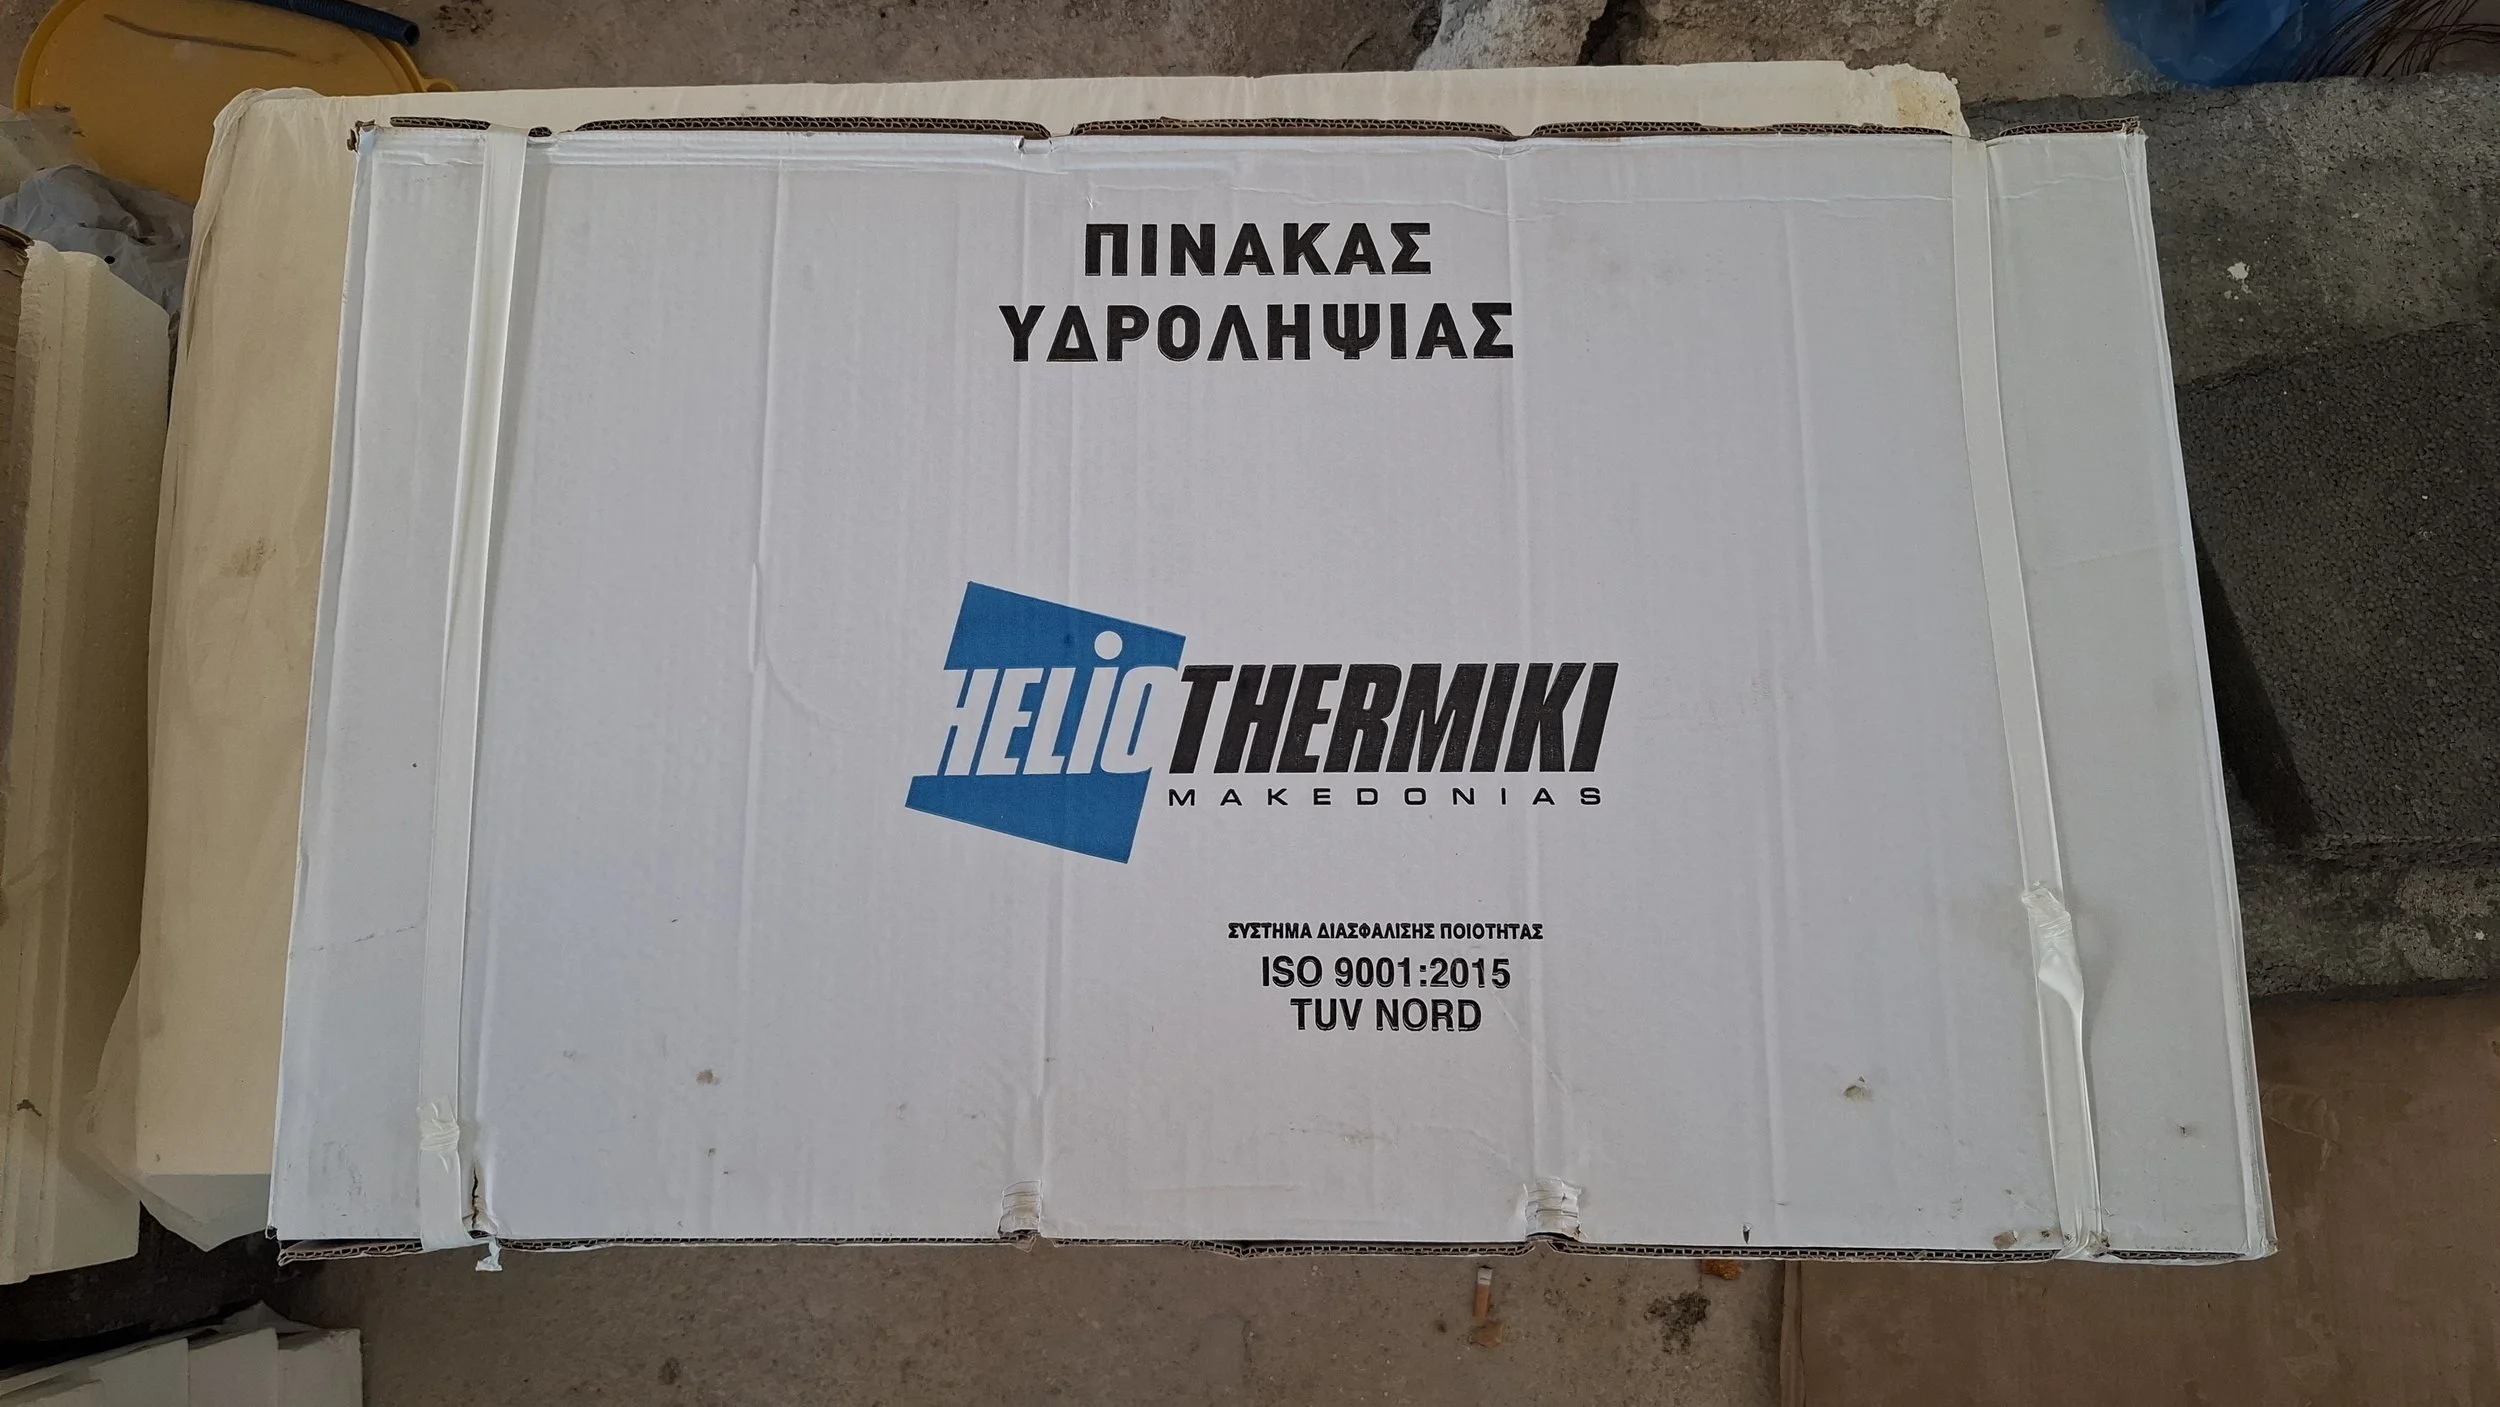 ΠΙΝΑΚΑΣ
ΥΔΡΟΛΗΨΙΑΣ
HELIOTHERMIKI
MAKEDONIAS
ΣΥΣΤΗΜΑ ΔΙΑΣΦΑΛΙΣΗΣ ΠΟΙΟΤΗΤΑΣ
ISO 9001:2015
TUV NORD